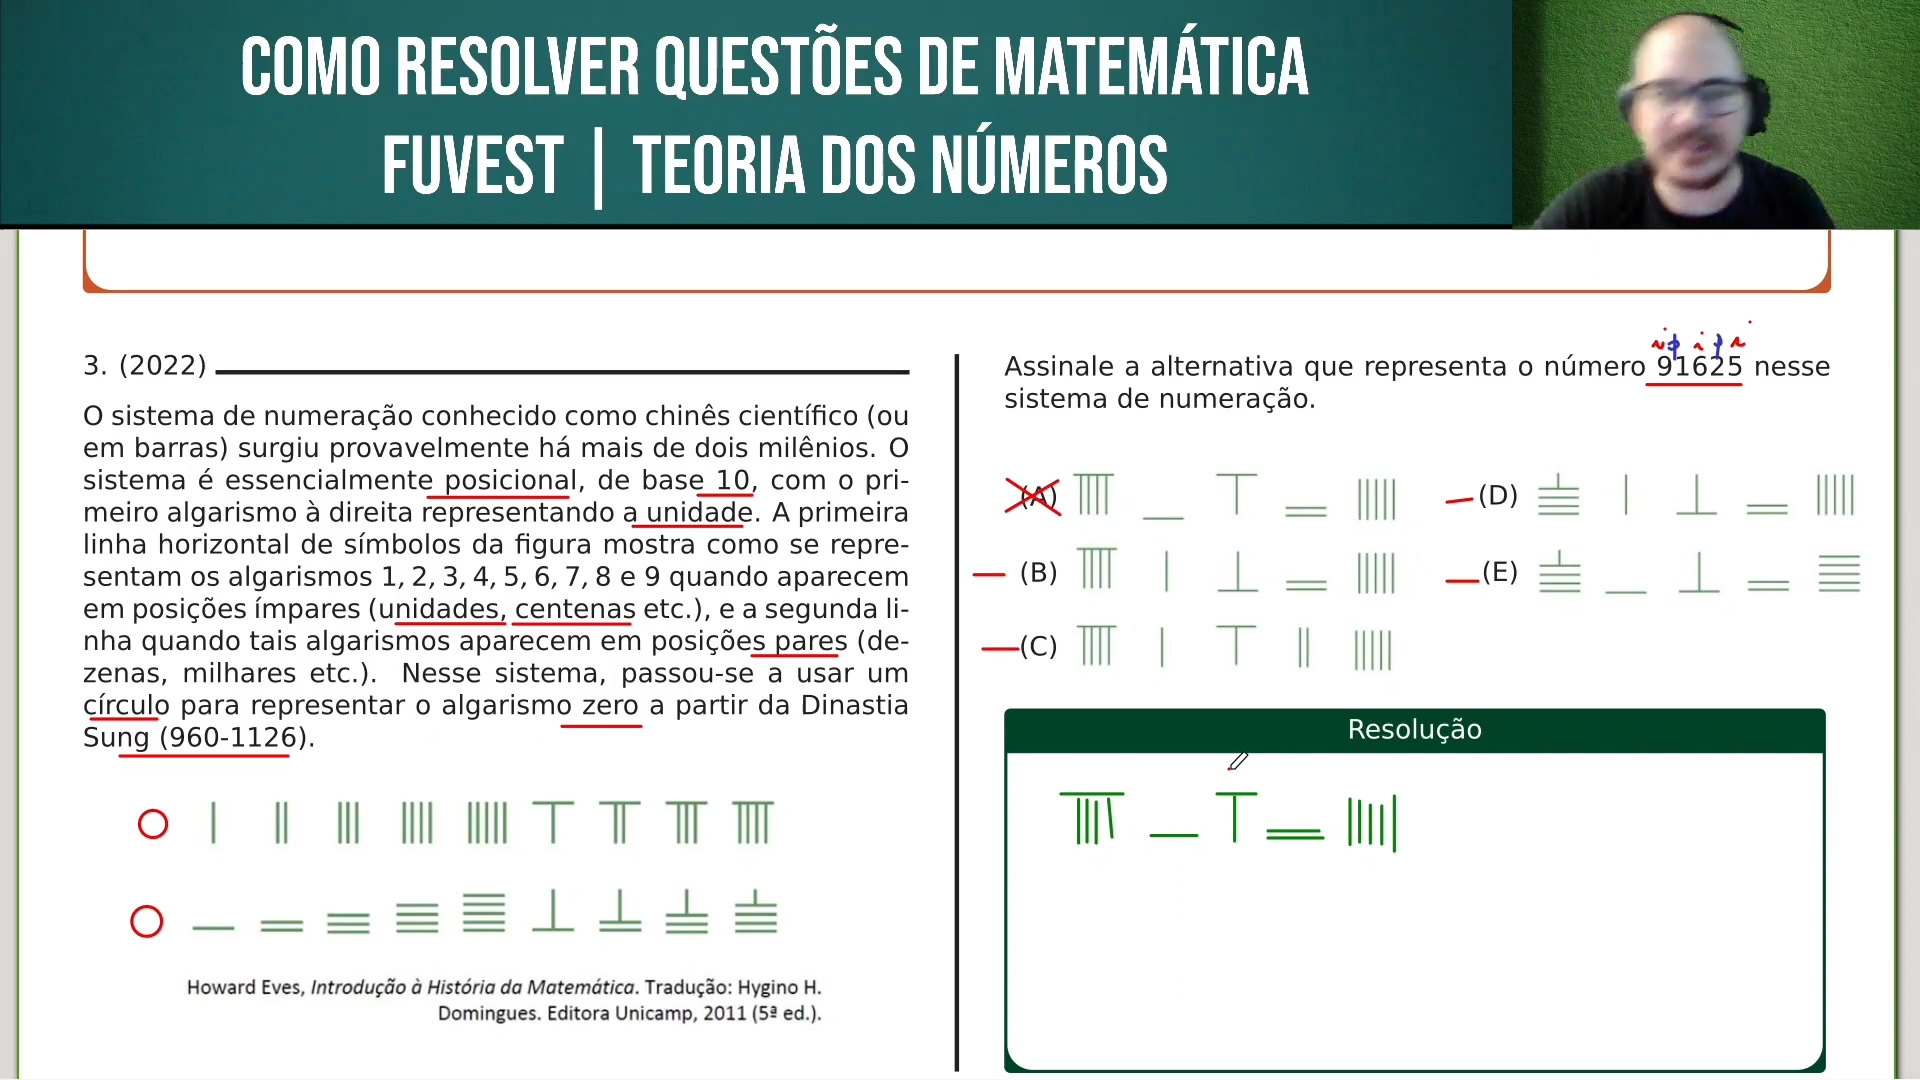 COMO RESOLVER QUESTÕES DE MATEMÁTICA
FUVEST | TEORIA DOS NÚMEROS
3. (2022)
O sistema de numeração conhecido como chinês científico (ou
em barras) surgiu provavelmente há mais de dois milênios. O
sistema é essencialmente posicional, de base 10, com o pri-
meiro algarismo à direita representando a unidade. A primeira
linha horizontal de símbolos da figura mostra como se repre-
sentam os algarismos 1, 2, 3, 4, 5, 6, 7, 8 e 9 quando aparecem
em posições ímpares (unidades, centenas etc.), e a segunda li-
nha quando tais algarismos aparecem em posições pares (de-
zenas, milhares etc.). Nesse sistema, passou-se a usar um
círculo para representar o algarismo zero a partir da Dinastia
Sung (960-1126).
Howard Eves, Introdução à História da Matemática. Tradução: Hygino H.
Domingues. Editora Unicamp, 2011 (5ª ed.).
i p i p i
Assinale a alternativa que representa o número 91625 nesse
sistema de numeração.
(A)
(B)
(C)
(D)
(E)
Resolução